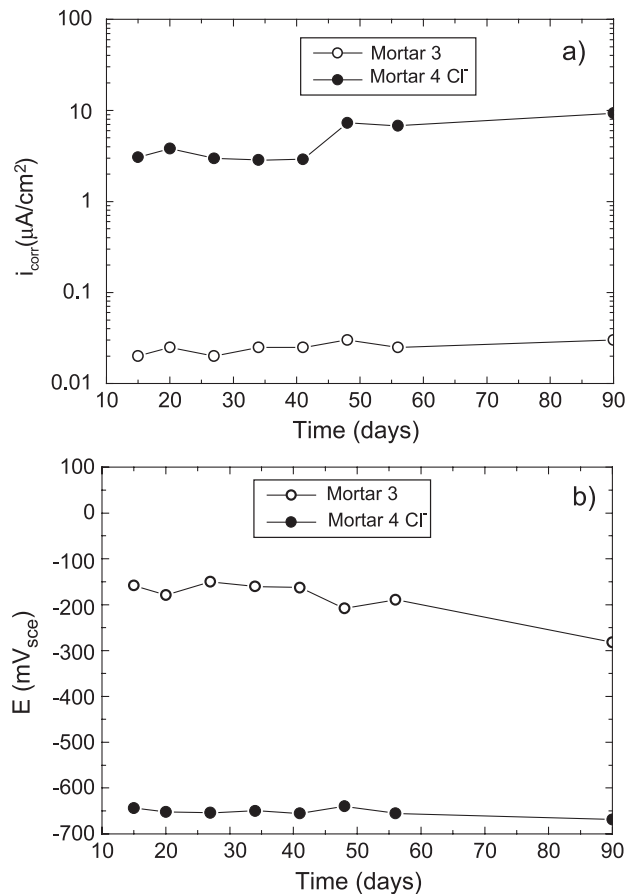 100
10
1
0.1
0.01
i_corr(μA/cm²)
Mortar 3
Mortar 4 Cl⁻
a)
10 20 30 40 50 60 70 80 90
Time (days)
100
0
-100
-200
-300
-400
-500
-600
-700
E (mV_sce)
Mortar 3
Mortar 4 Cl⁻
b)
10 20 30 40 50 60 70 80 90
Time (days)